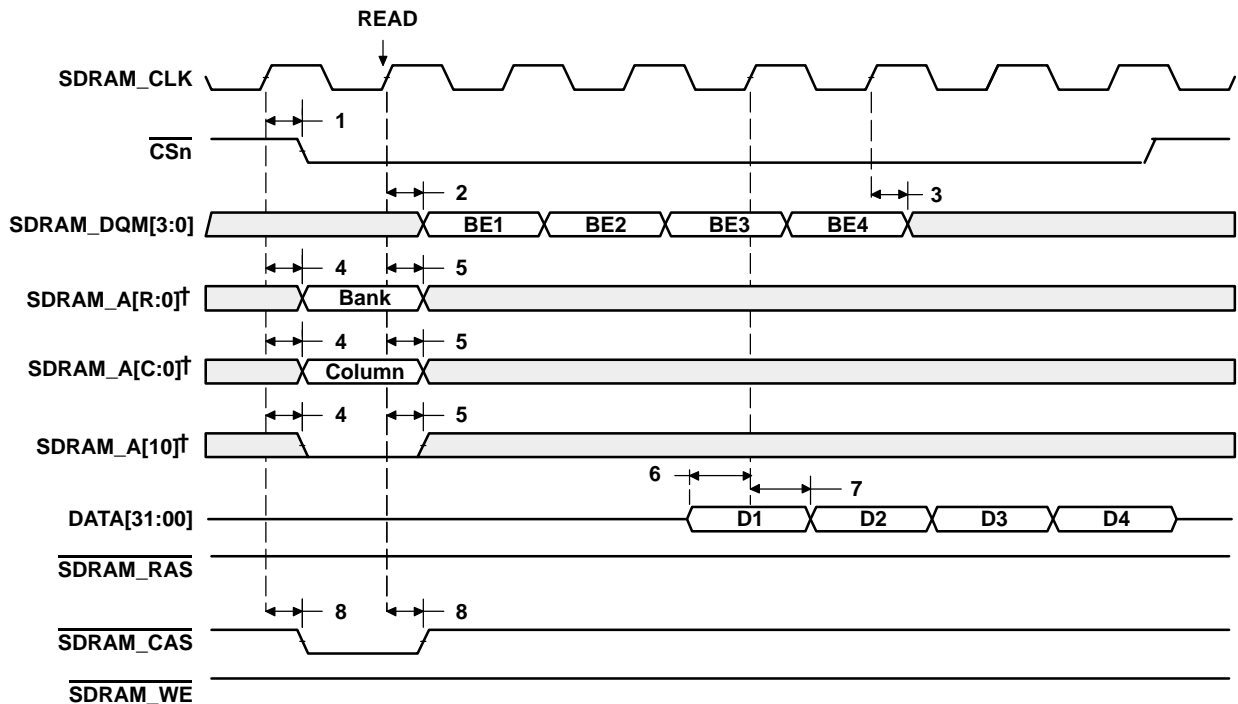 READ
SDRAM_CLK
1
CSn
2
3
SDRAM_DQM[3:0]
BE1 BE2 BE3 BE4
4 5
SDRAM_A[R:0]†
Bank
4 5
SDRAM_A[C:0]†
Column
4 5
SDRAM_A[10]†
6
7
DATA[31:00]
D1 D2 D3 D4
SDRAM_RAS
8 8
SDRAM_CAS
SDRAM_WE